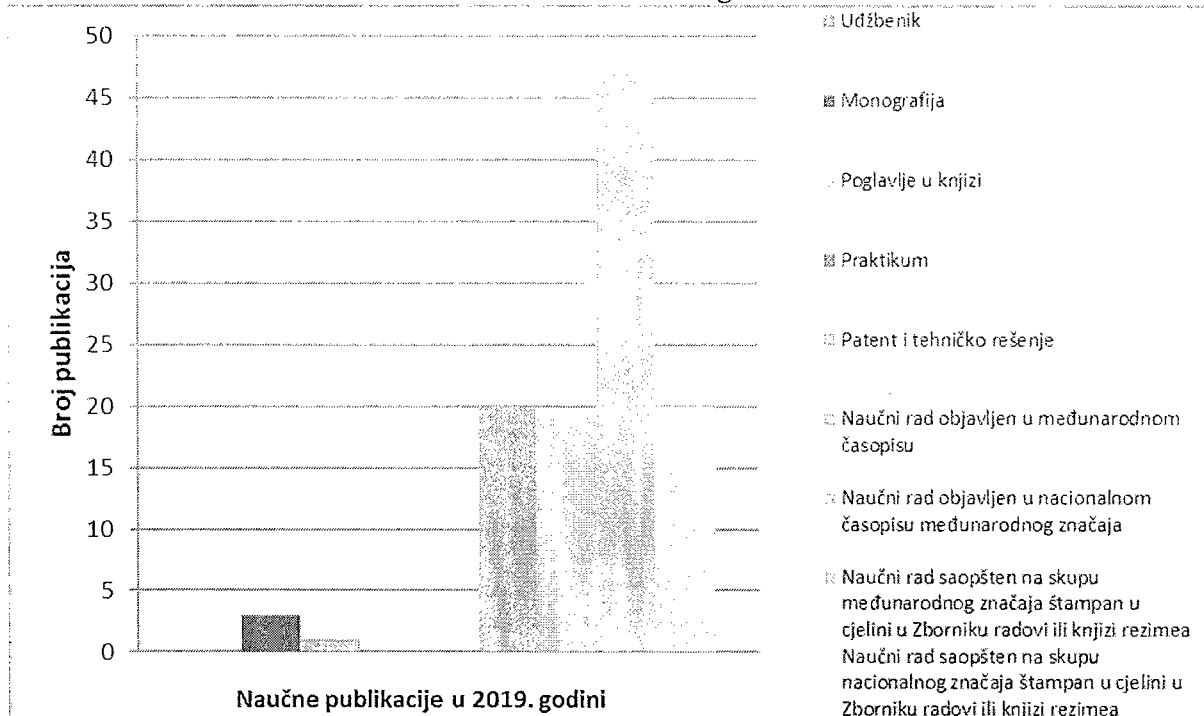 50
45
40
35
30
25
20
15
10
5
0
Broj publikacija
Naučne publikacije u 2019. godini
Udžbenik
Monografija
Poglavlje u knjizi
Praktikum
Patent i tehničko rešenje
Naučni rad objavljen u međunarodnom
časopisu
Naučni rad objavljen u nacionalnom
časopisu međunarodnog značaja
Naučni rad saopšten na skupu
međunarodnog značaja štampan u
cjelini u Zborniku radovi ili knjizi rezimea
Naučni rad saopšten na skupu
nacionalnog značaja štampan u cjelini u
Zborniku radovi ili knjizi rezimea